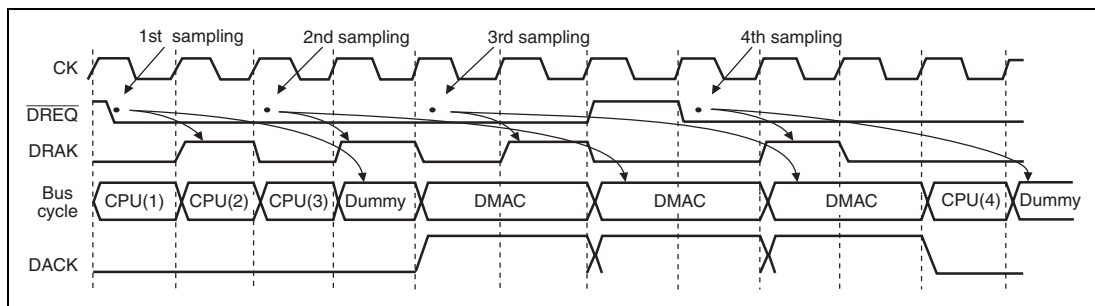 1st sampling 2nd sampling 3rd sampling 4th sampling
CK
DREQ
DRAK
Bus cycle CPU(1) CPU(2) CPU(3) Dummy DMAC DMAC DMAC CPU(4) Dummy
DACK